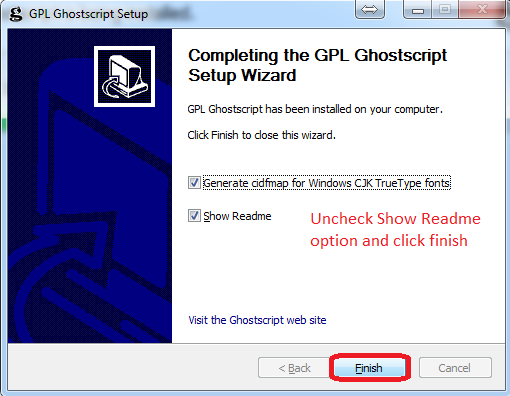 GPL Ghostscript Setup
Completing the GPL Ghostscript
Setup Wizard
GPL Ghostscript has been installed on your computer.
Click Finish to close this wizard.
Generate cidfmap for Windows CJK TrueType fonts
Show Readme
Uncheck Show Readme
option and click finish
Visit the Ghostscript web site
< Back
Finish
Cancel